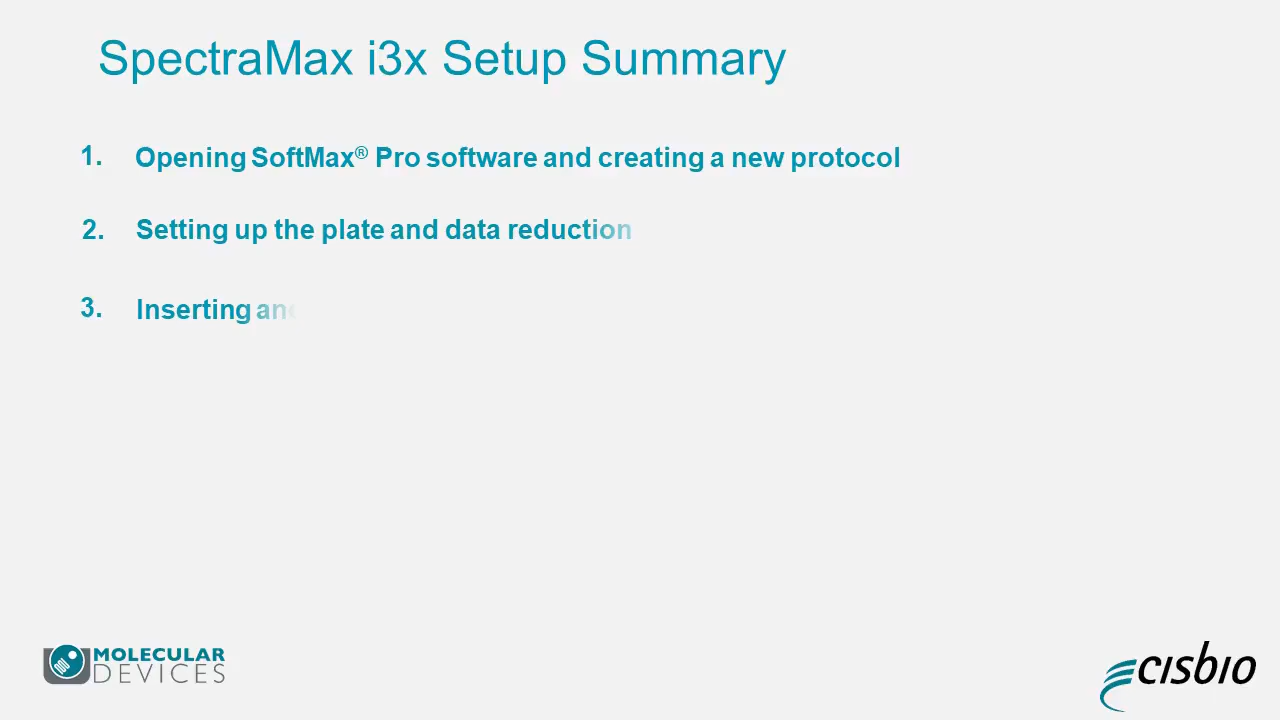 SpectraMax i3x Setup Summary
1. Opening SoftMax® Pro software and creating a new protocol
2. Setting up the plate and data reduction
3. Inserting and
MOLECULAR
DEVICES
cisbio